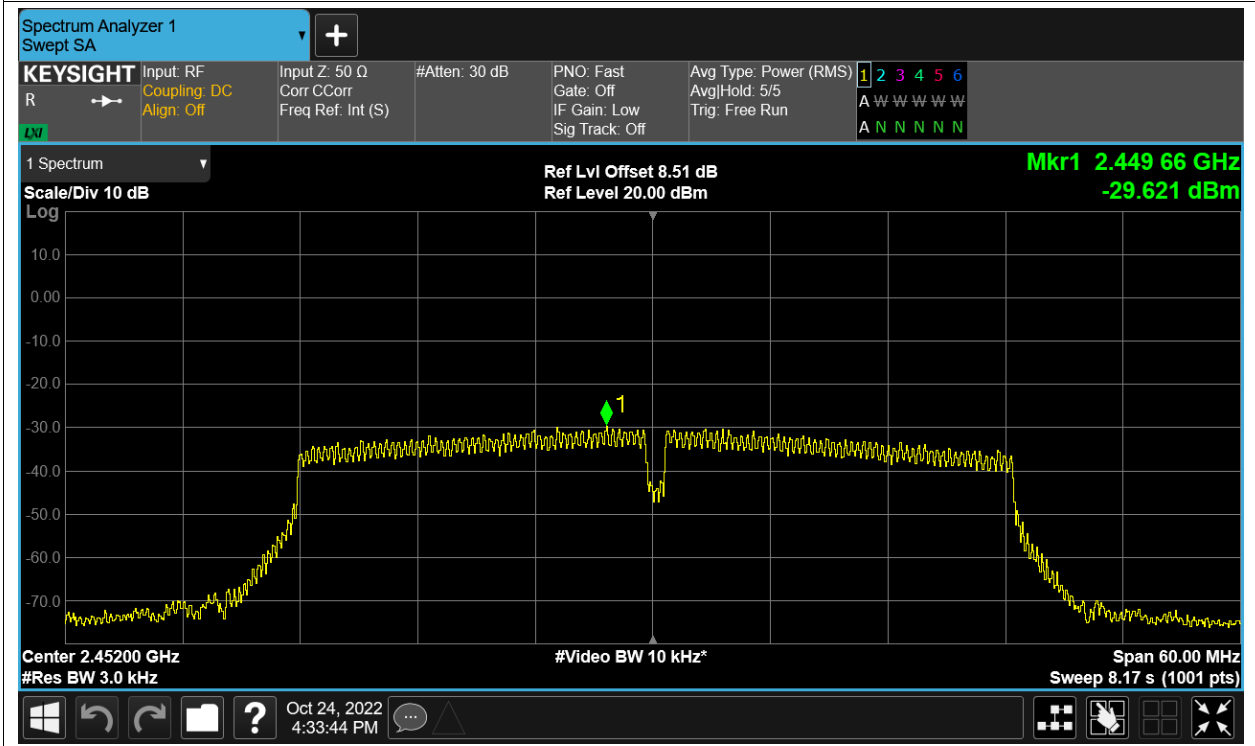 Spectrum Analyzer 1
Swept SA
KEYSIGHT
R
LXI
Input: RF
Coupling: DC
Align: Off
Input Z: 50 Ω
Corr CCorr
Freq Ref: Int (S)
#Atten: 30 dB
PNO: Fast
Gate: Off
IF Gain: Low
Sig Track: Off
Avg Type: Power (RMS)
Avg|Hold: 5/5
Trig: Free Run
1 2 3 4 5 6
A W W W W W
A N N N N N
1 Spectrum
Scale/Div 10 dB
Log
Ref Lvl Offset 8.51 dB
Ref Level 20.00 dBm
Mkr1 2.449 66 GHz
-29.621 dBm
10.0
0.00
-10.0
-20.0
-30.0
-40.0
-50.0
-60.0
-70.0
1
Center 2.45200 GHz
#Res BW 3.0 kHz
#Video BW 10 kHz*
Span 60.00 MHz
Sweep 8.17 s (1001 pts)
?
Oct 24, 2022
4:33:44 PM